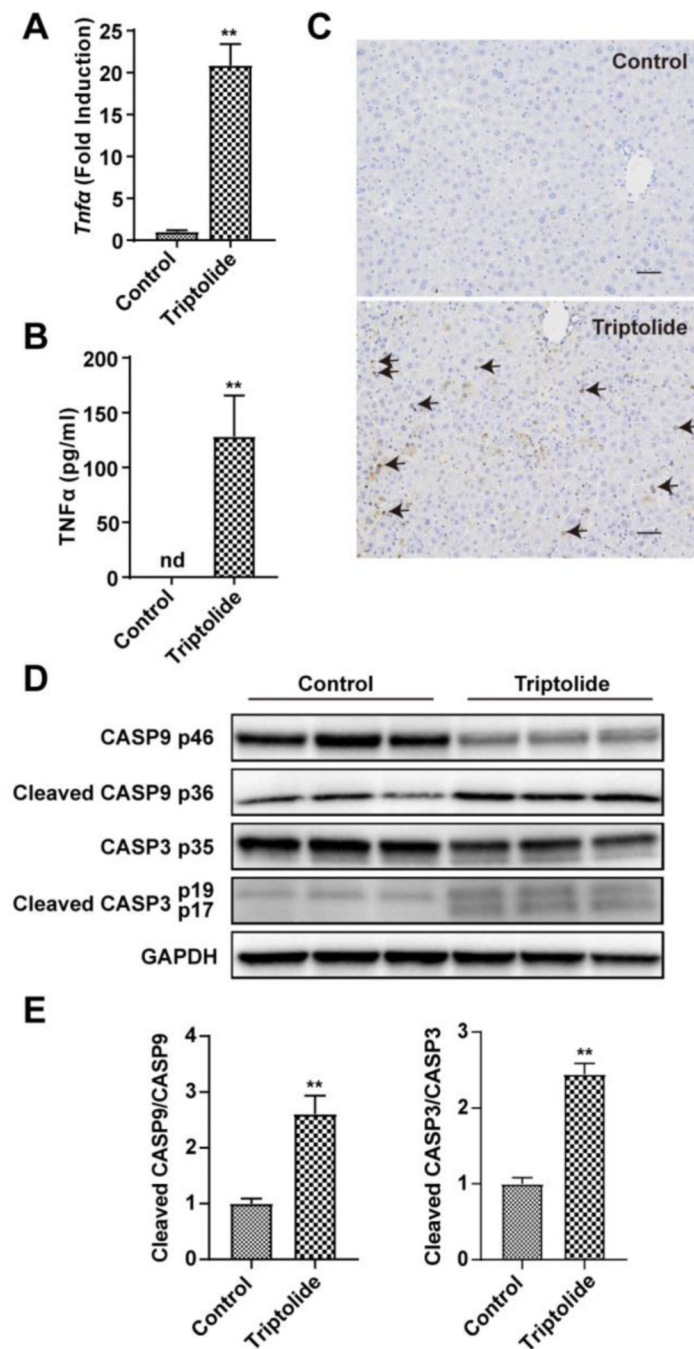 A
Tnfα (Fold Induction)
25
20
15
10
5
0
**
Control
Triptolide
B
TNFα (pg/ml)
200
150
100
50
0
nd
**
Control
Triptolide
C
Control
Triptolide
D
Control
Triptolide
CASP9 p46
Cleaved CASP9 p36
CASP3 p35
Cleaved CASP3 p19
p17
GAPDH
E
Cleaved CASP9/CASP9
4
3
2
1
0
**
Control
Triptolide
Cleaved CASP3/CASP3
3
2
1
0
**
Control
Triptolide